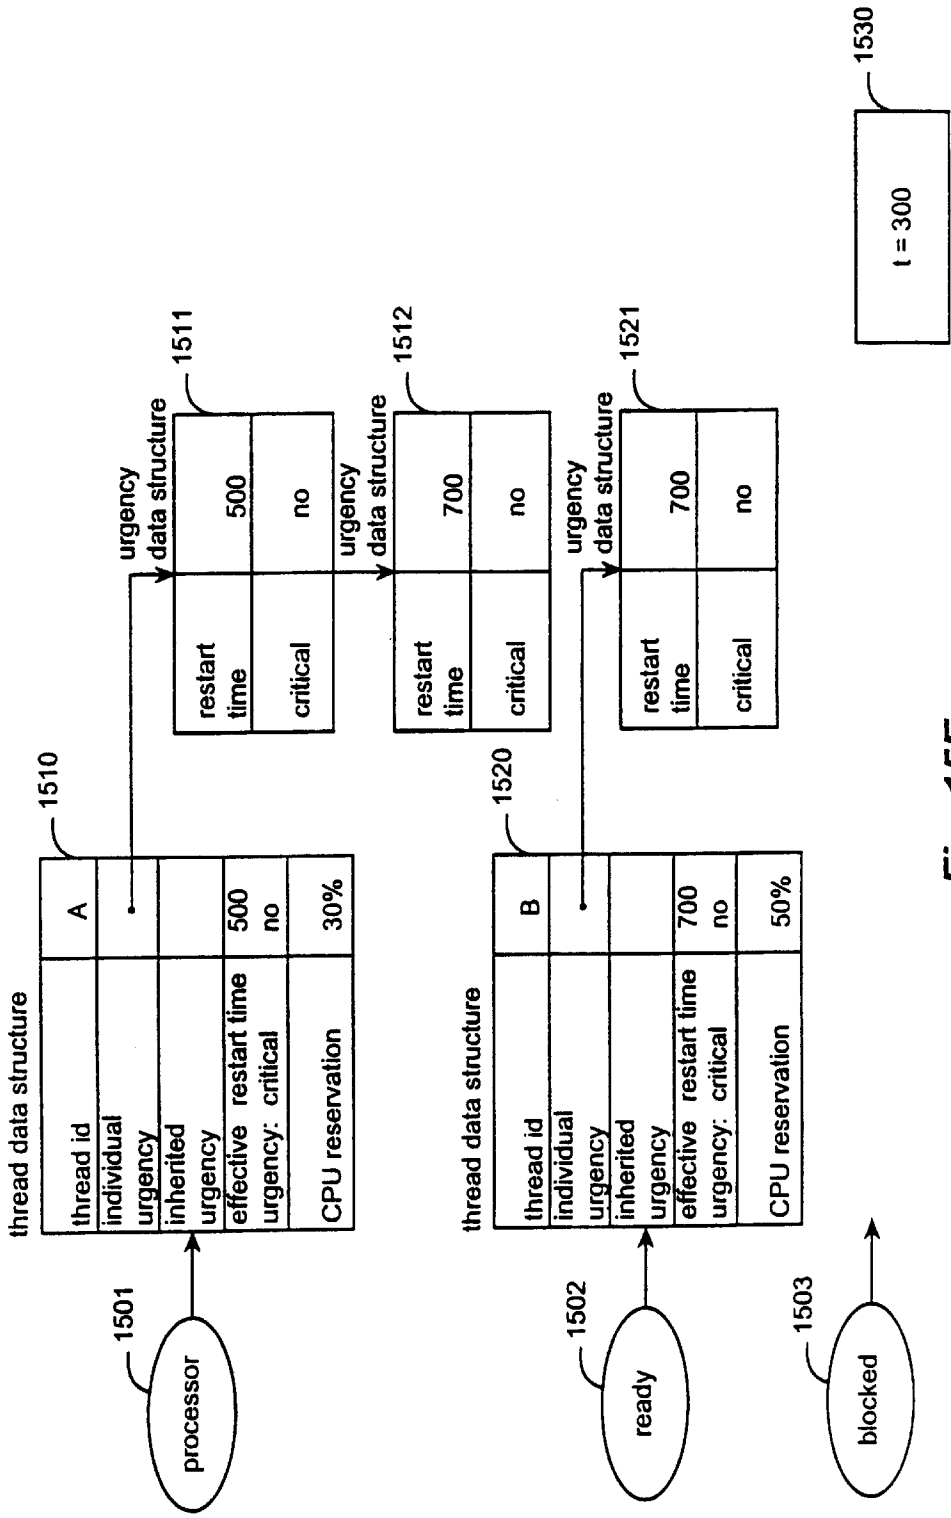 thread data structure
1501
processor
1510
thread id A
individual
urgency
inherited
urgency
effective restart time 500
urgency: critical no
CPU reservation 30%
urgency
data structure
1511
restart
time 500
critical no
urgency
data structure
1512
restart
time 700
critical no
thread data structure
1502
ready
1520
thread id B
individual
urgency
inherited
urgency
effective restart time 700
urgency: critical no
CPU reservation 50%
urgency
data structure
1521
restart
time 700
critical no
1503
blocked
1530
t = 300